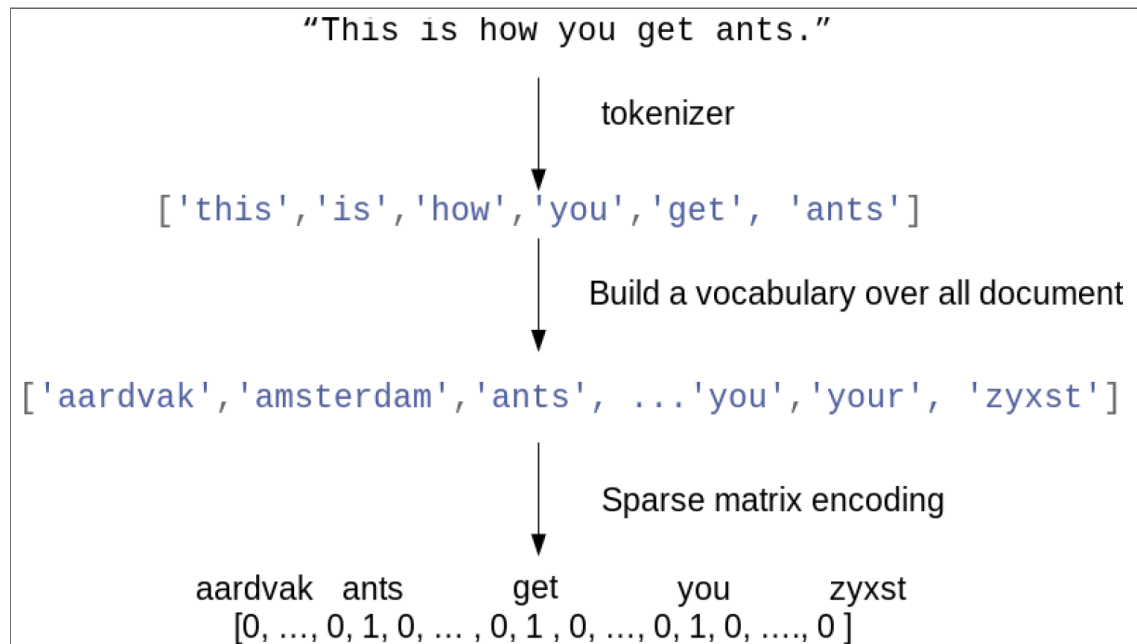 “This is how you get ants.”
tokenizer
['this','is','how','you','get', 'ants']
Build a vocabulary over all document
['aardvak','amsterdam','ants', ...'you','your', 'zyxst']
Sparse matrix encoding
aardvak ants get you zyxst
[0, …, 0, 1, 0, … , 0, 1 , 0, …, 0, 1, 0, …., 0 ]